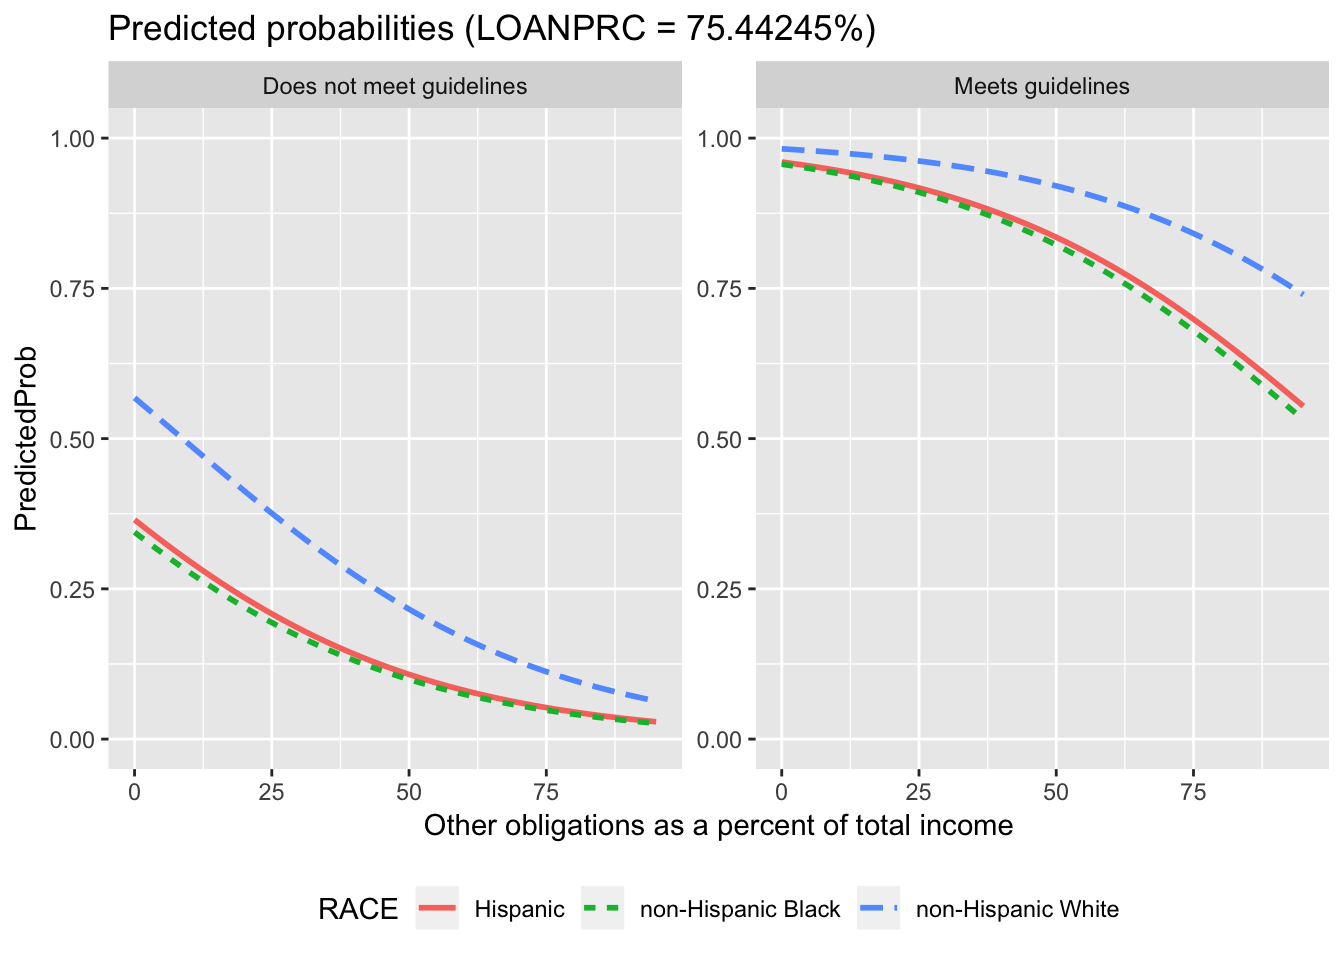 Predicted probabilities (LOANPRC = 75.44245%)
Does not meet guidelines
Meets guidelines
PredictedProb
1.00
0.75
0.50
0.25
0.00
1.00
0.75
0.50
0.25
0.00
0 25 50 75
0 25 50 75
Other obligations as a percent of total income
RACE Hispanic non-Hispanic Black non-Hispanic White